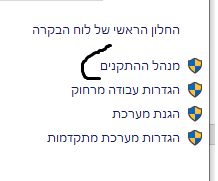 החלון הראשי של לוח הבקרה
מנהל ההתקנים
הגדרות עבודה מרחוק
הגנת מערכת
הגדרות מערכת מתקדמות